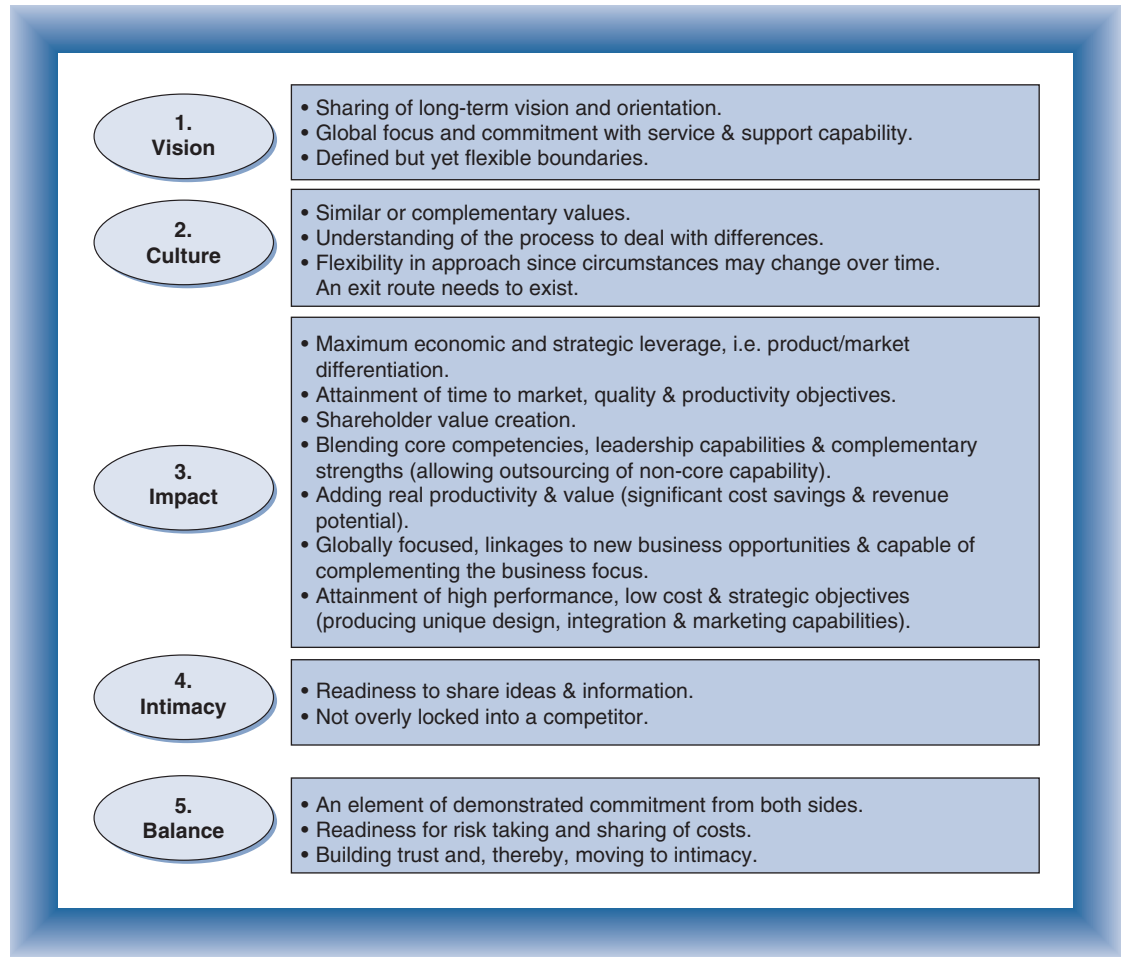 1.
Vision
• Sharing of long-term vision and orientation.
• Global focus and commitment with service & support capability.
• Defined but yet flexible boundaries.
2.
Culture
• Similar or complementary values.
• Understanding of the process to deal with differences.
• Flexibility in approach since circumstances may change over time.
An exit route needs to exist.
3.
Impact
• Maximum economic and strategic leverage, i.e. product/market
differentiation.
• Attainment of time to market, quality & productivity objectives.
• Shareholder value creation.
• Blending core competencies, leadership capabilities & complementary
strengths (allowing outsourcing of non-core capability).
• Adding real productivity & value (significant cost savings & revenue
potential).
• Globally focused, linkages to new business opportunities & capable of
complementing the business focus.
• Attainment of high performance, low cost & strategic objectives
(producing unique design, integration & marketing capabilities).
4.
Intimacy
• Readiness to share ideas & information.
• Not overly locked into a competitor.
5.
Balance
• An element of demonstrated commitment from both sides.
• Readiness for risk taking and sharing of costs.
• Building trust and, thereby, moving to intimacy.